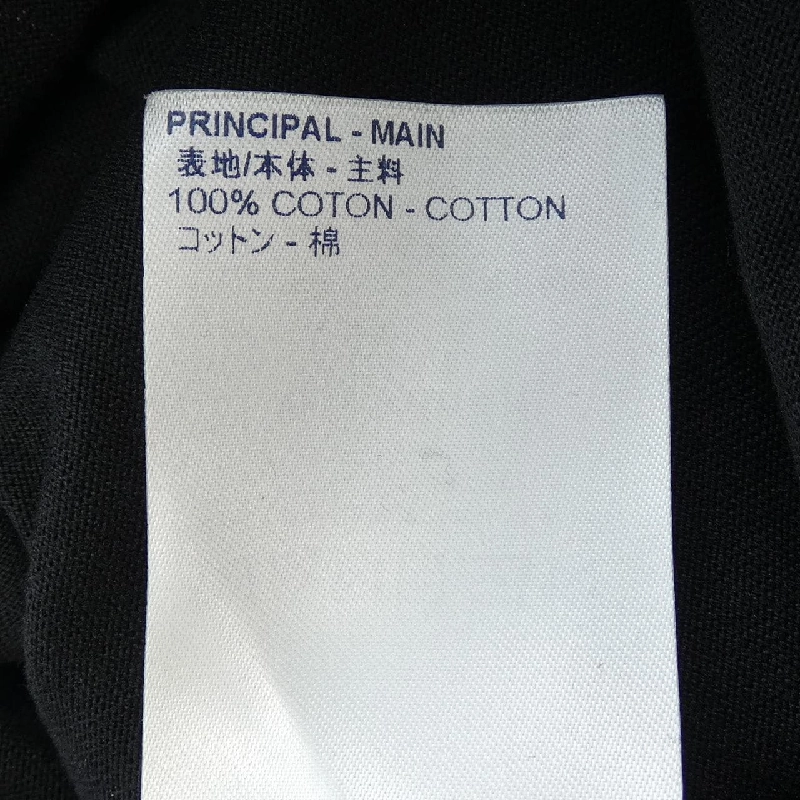 PRINCIPAL - MAIN
表地/本体 - 主料
100% COTON - COTTON
コットン - 棉